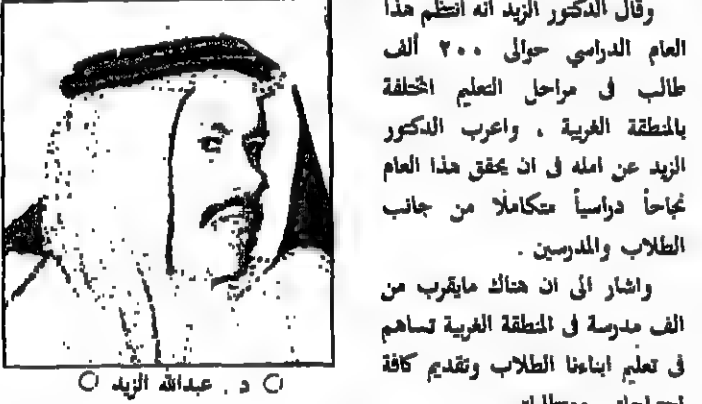 وقال الدكتور الزيد أنه انتظم هذا
العام الدراسي حوالى ٢٠٠ ألف
طالب فى مراحل التعليم المختلفة
بالمنطقة الغربية . واعرب الدكتور
الزيد عن امله فى ان يحقق هذا العام
نجاحاً دراسياً متكاملا من جانب
الطلاب والمدرسين .
واشار الى ان هناك مايقرب من
الف مدرسة فى المنطقة الغربية تساهم
فى تعليم ابناءنا الطلاب وتقديم كافة
د . عبدالله الزيد